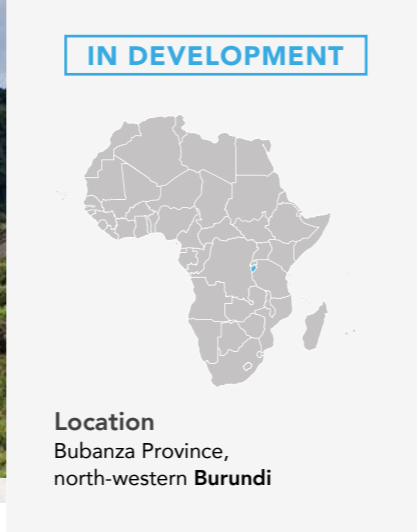 IN DEVELOPMENT
Location
Bubanza Province,
north-western Burundi